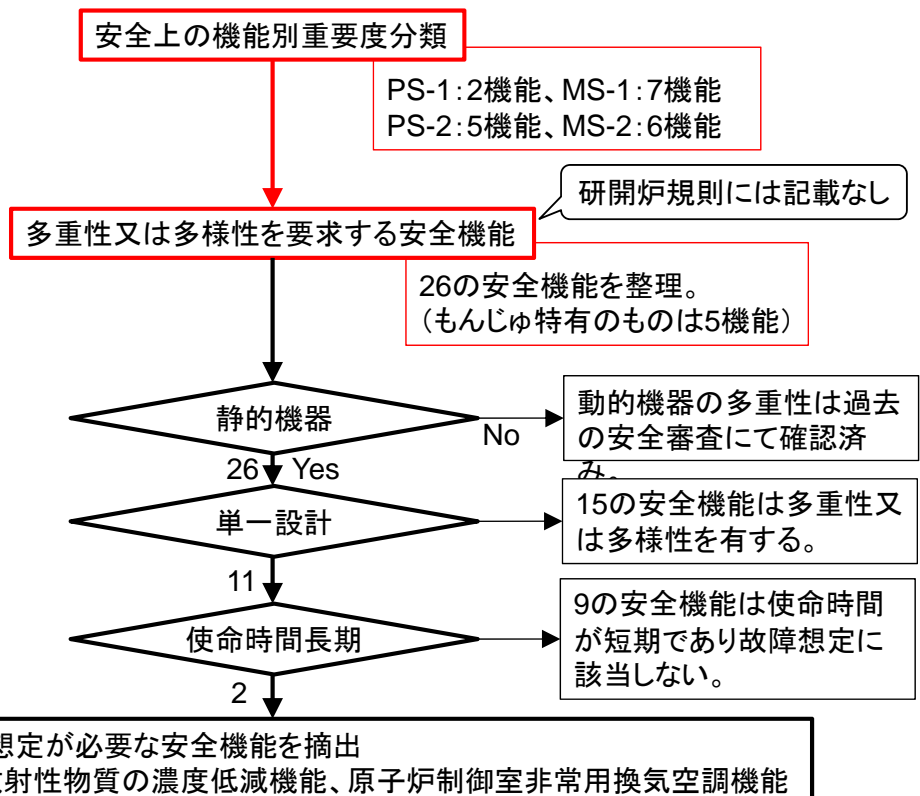 安全上の機能別重要度分類
PS-1:2機能、MS-1:7機能
PS-2:5機能、MS-2:6機能
研開炉規則には記載なし
多重性又は多様性を要求する安全機能
26の安全機能を整理。
(もんじゅ特有のものは5機能)
静的機器
No
動的機器の多重性は過去
の安全審査にて確認済
み。
26
Yes
単一設計
15の安全機能は多重性又
は多様性を有する。
11
使命時間長期
9の安全機能は使命時間
が短期であり故障想定に
該当しない。
2
想定が必要な安全機能を摘出
射性物質の濃度低減機能、原子炉制御室非常用換気空調機能